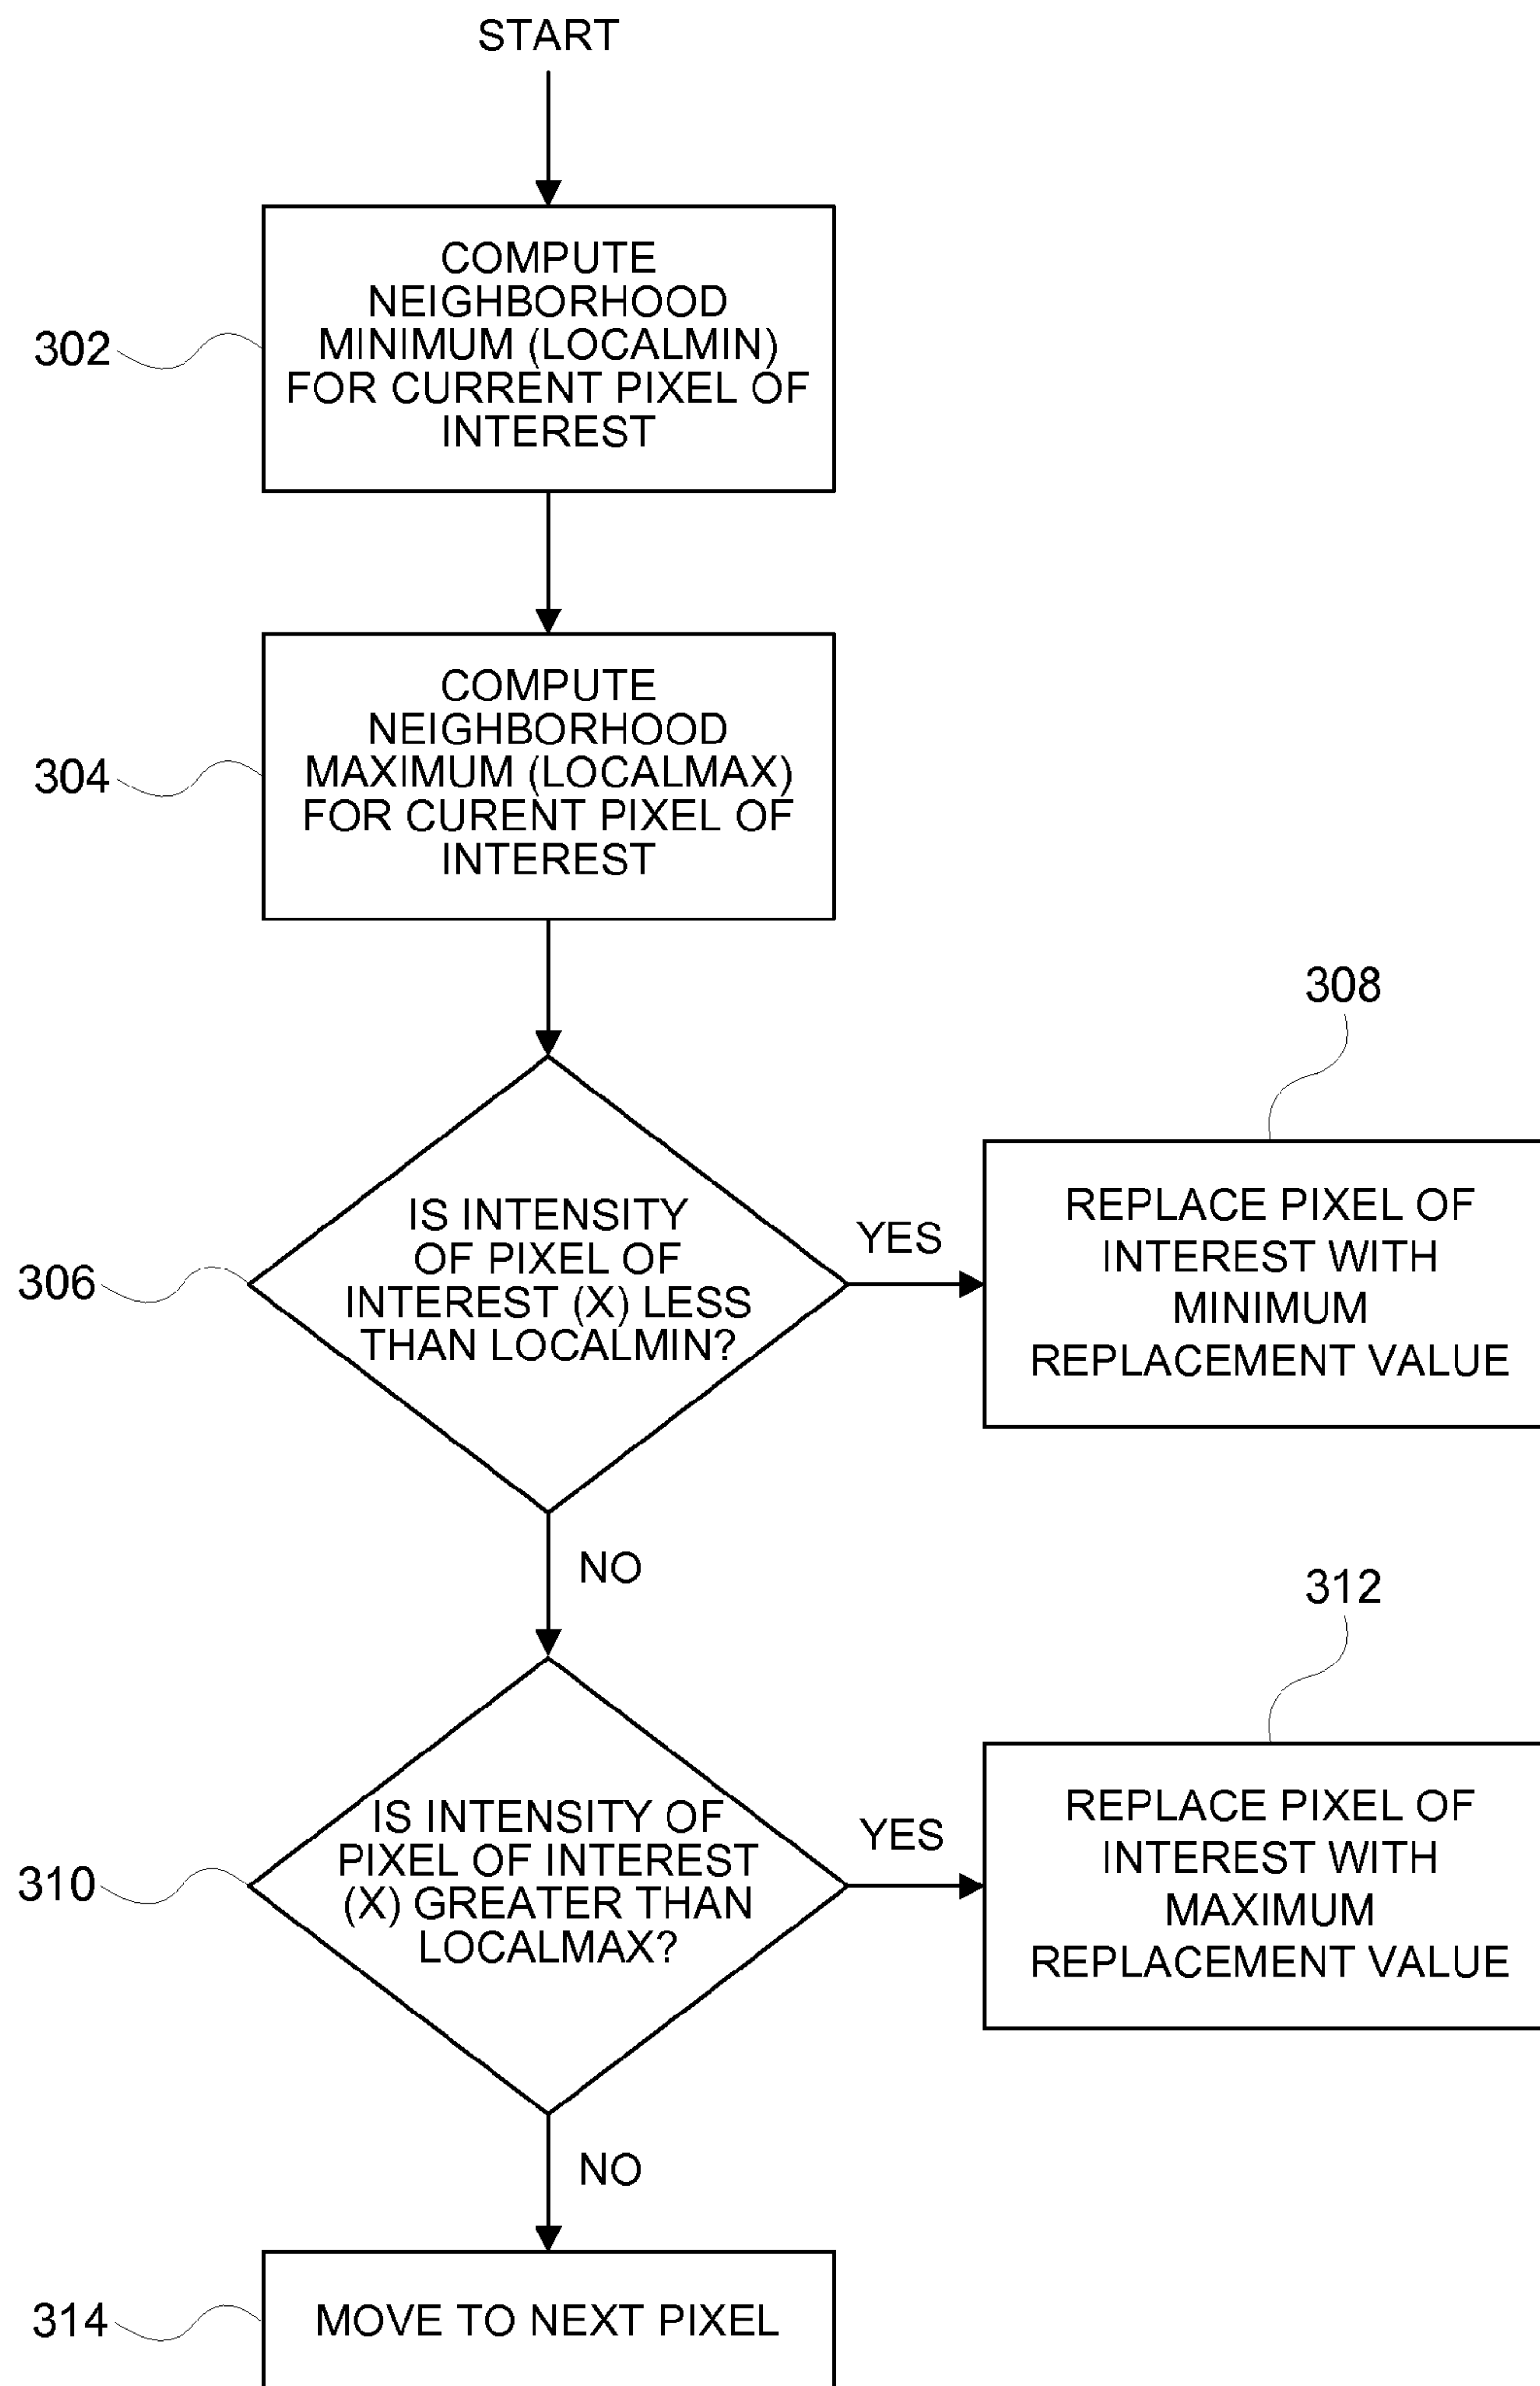 START
302
COMPUTE
NEIGHBORHOOD
MINIMUM (LOCALMIN)
FOR CURRENT PIXEL OF
INTEREST
304
COMPUTE
NEIGHBORHOOD
MAXIMUM (LOCALMAX)
FOR CURENT PIXEL OF
INTEREST
306
IS INTENSITY
OF PIXEL OF
INTEREST (X) LESS
THAN LOCALMIN?
YES
308
REPLACE PIXEL OF
INTEREST WITH
MINIMUM
REPLACEMENT VALUE
NO
310
IS INTENSITY OF
PIXEL OF INTEREST
(X) GREATER THAN
LOCALMAX?
YES
312
REPLACE PIXEL OF
INTEREST WITH
MAXIMUM
REPLACEMENT VALUE
NO
314
MOVE TO NEXT PIXEL